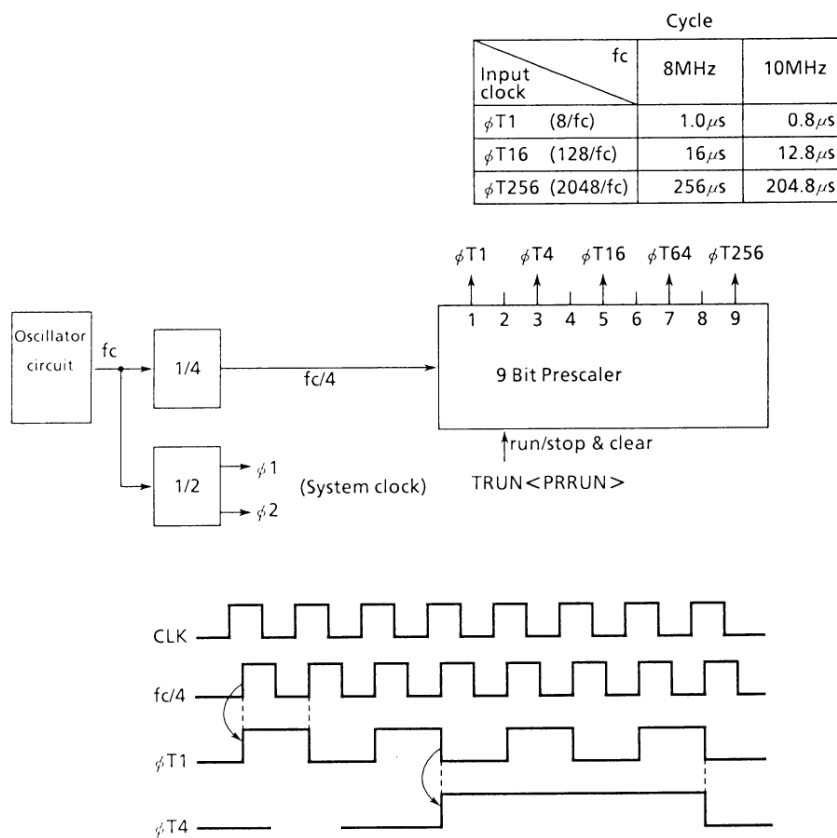 Cycle
fc
Input
clock
8MHz 10MHz
ϕT1 (8/fc) 1.0μs 0.8μs
ϕT16 (128/fc) 16μs 12.8μs
ϕT256 (2048/fc) 256μs 204.8μs
ϕT1 ϕT4 ϕT16 ϕT64 ϕT256
1 2 3 4 5 6 7 8 9
Oscillator
circuit
fc
1/4
fc/4
9 Bit Prescaler
run/stop & clear
TRUN<PRRUN>
1/2
ϕ1
ϕ2
(System clock)
CLK
fc/4
ϕT1
ϕT4